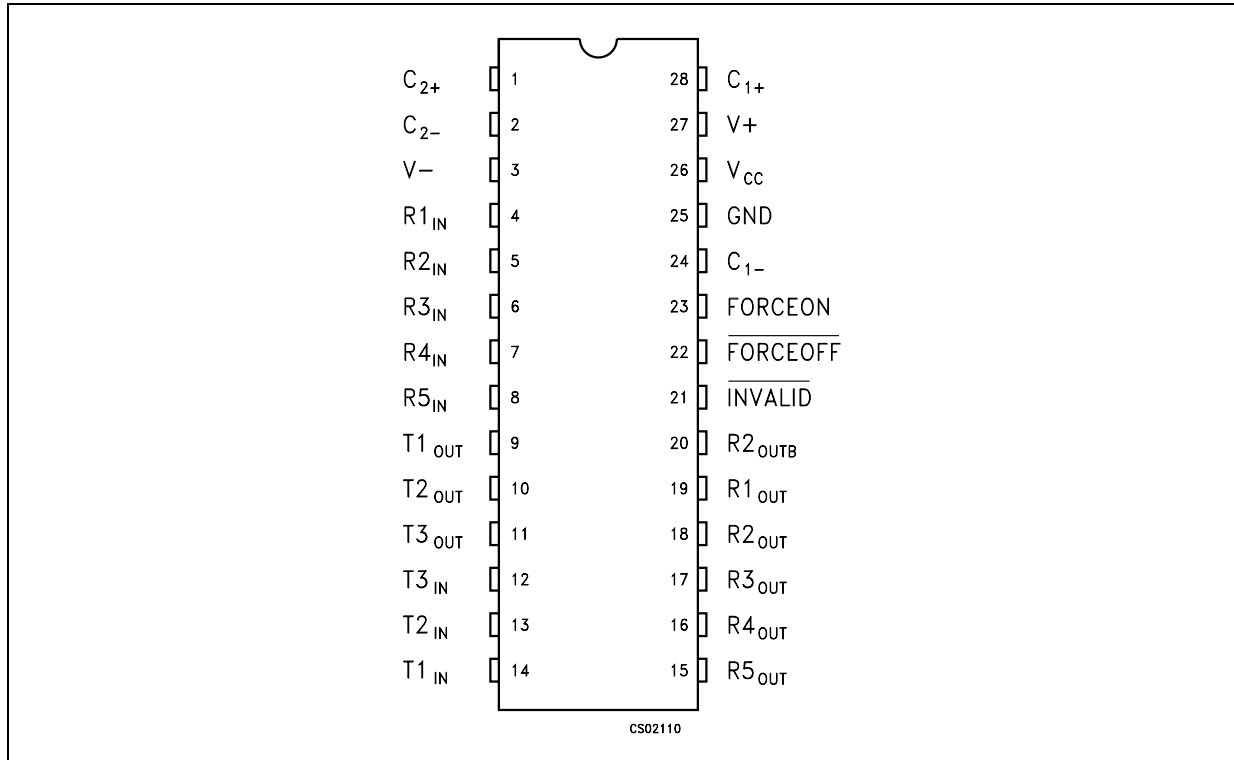 C2+ 1 28 C1+
C2– 2 27 V+
V– 3 26 VCC
R1IN 4 25 GND
R2IN 5 24 C1–
R3IN 6 23 FORCEON
R4IN 7 22 FORCEOFF
R5IN 8 21 INVALID
T1OUT 9 20 R2OUTB
T2OUT 10 19 R1OUT
T3OUT 11 18 R2OUT
T3IN 12 17 R3OUT
T2IN 13 16 R4OUT
T1IN 14 15 R5OUT
CS02110